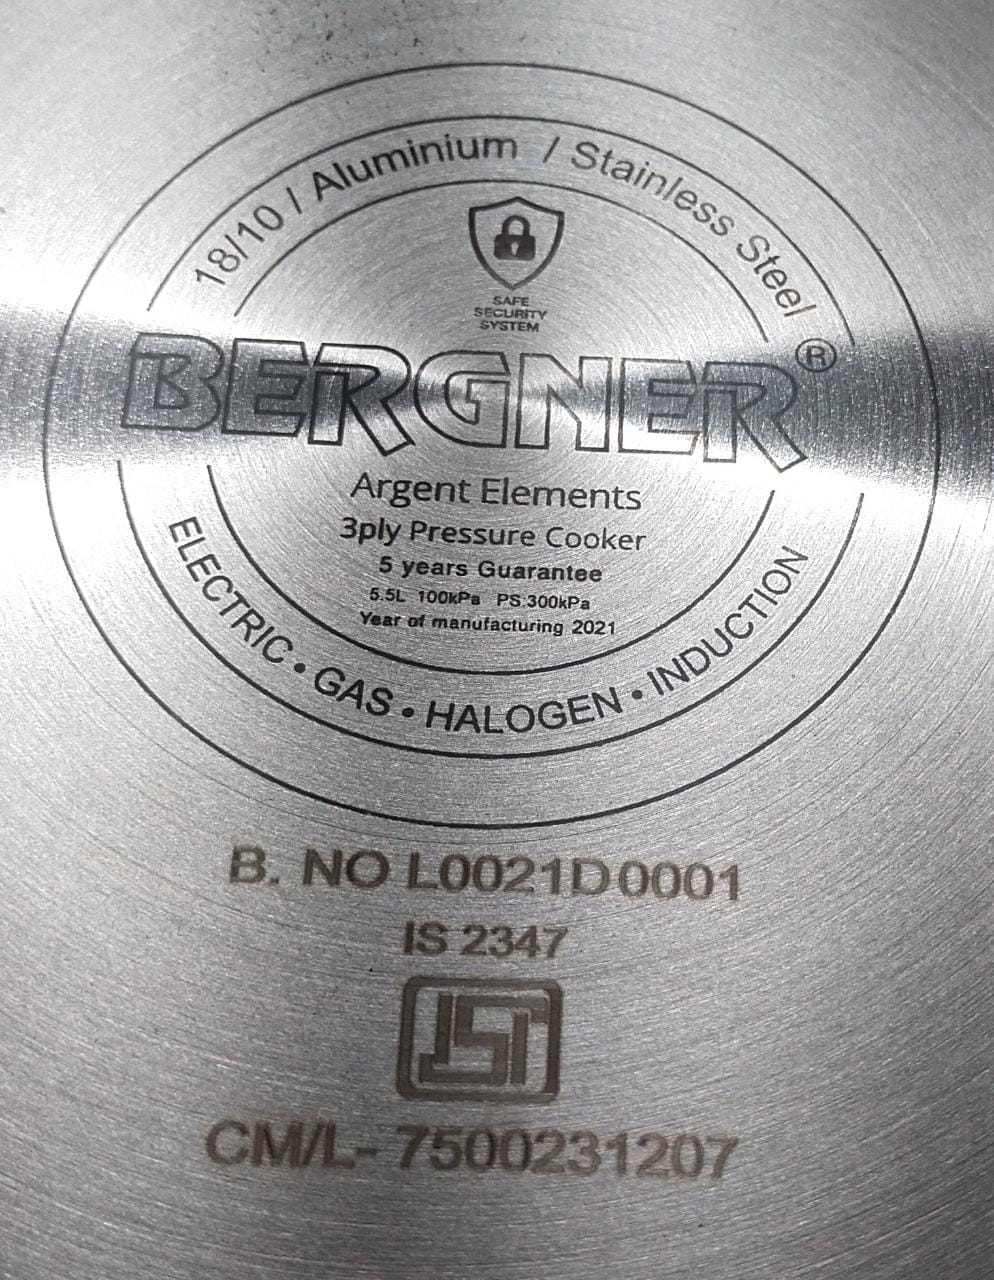 18/10 / Aluminium / Stainless Steel
SAFE
SECURITY
SYSTEM
BERGNER®
Argent Elements
3ply Pressure Cooker
5 years Guarantee
5.5L 100kPa PS:300kPa
Year of manufacturing 2021
ELECTRIC • GAS • HALOGEN • INDUCTION
B. NO L0021D0001
IS 2347
ISI
CM/L- 7500231207